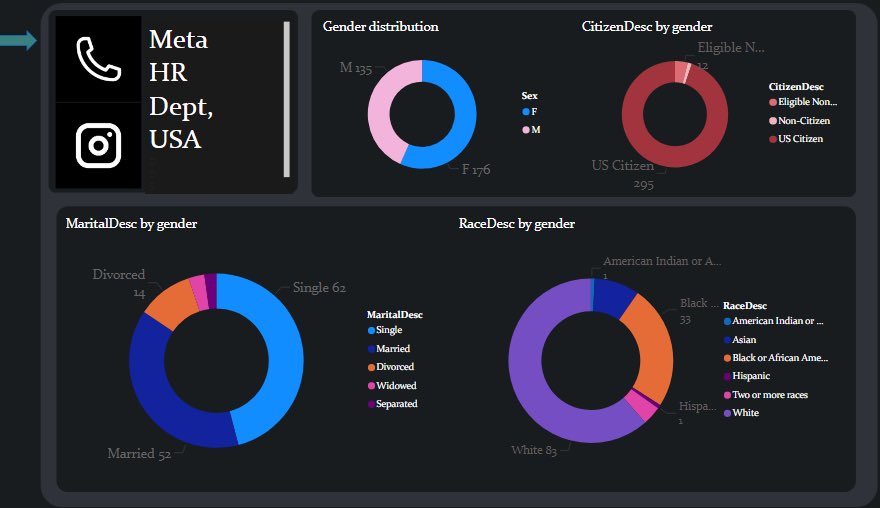 Meta
HR
Dept,
USA
Gender distribution
M 135
F 176
Sex
F
M
CitizenDesc by gender
Eligible N...
12
US Citizen
295
CitizenDesc
Eligible Non...
Non-Citizen
US Citizen
MaritalDesc by gender
Divorced
14
Single 62
Married 52
MaritalDesc
Single
Married
Divorced
Widowed
Separated
RaceDesc by gender
American Indian or A...
1
Black ...
33
Hispa...
1
White 83
RaceDesc
American Indian or ...
Asian
Black or African Ame...
Hispanic
Two or more races
White